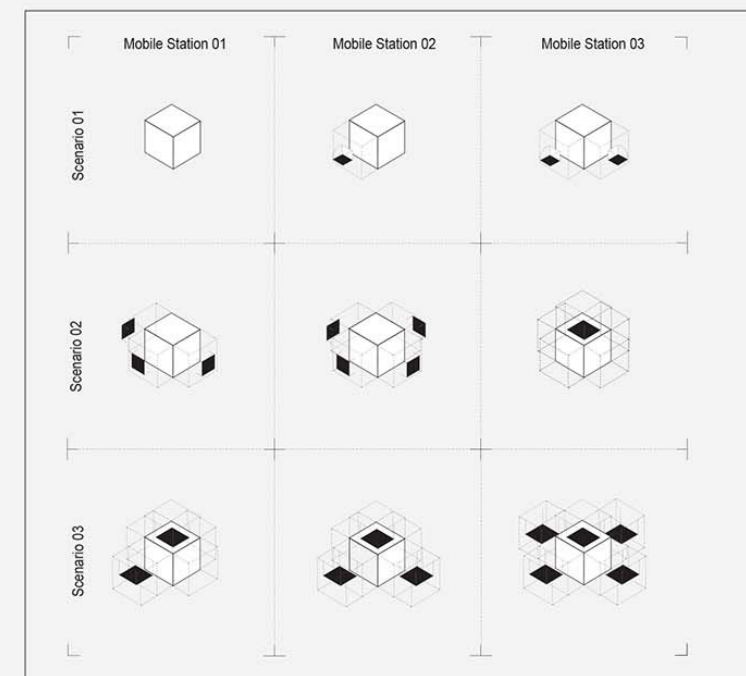 Mobile Station 01
Mobile Station 02
Mobile Station 03
Scenario 01
Scenario 02
Scenario 03